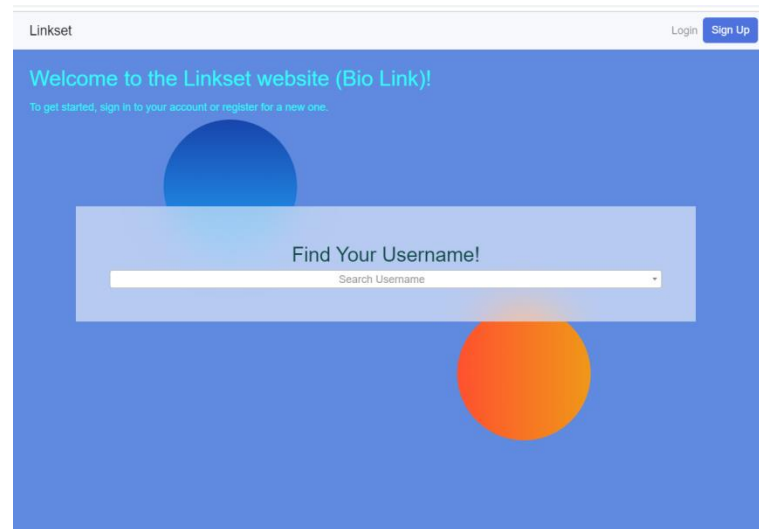 Linkset
Login
Sign Up
Welcome to the Linkset website (Bio Link)!
To get started, sign in to your account or register for a new one.
Find Your Username!
Search Username